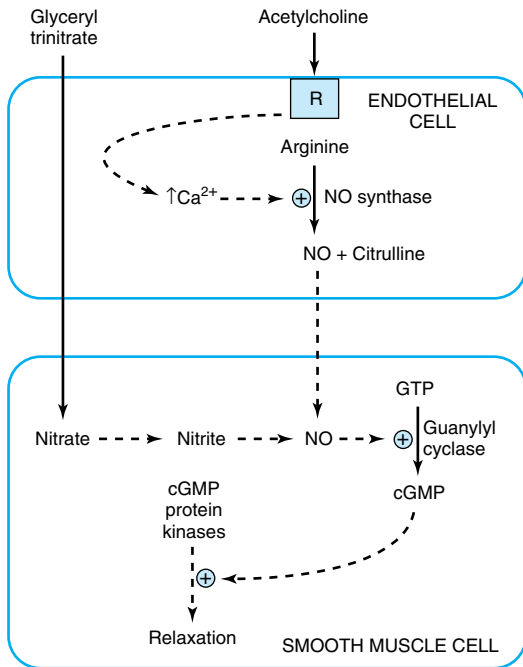 Glyceryl
trinitrate
Acetylcholine
R
ENDOTHELIAL
CELL
Arginine
↑Ca²⁺
+
NO synthase
NO + Citrulline
GTP
Nitrate
Nitrite
NO
+
Guanylyl
cyclase
cGMP
cGMP
protein
kinases
+
Relaxation
SMOOTH MUSCLE CELL